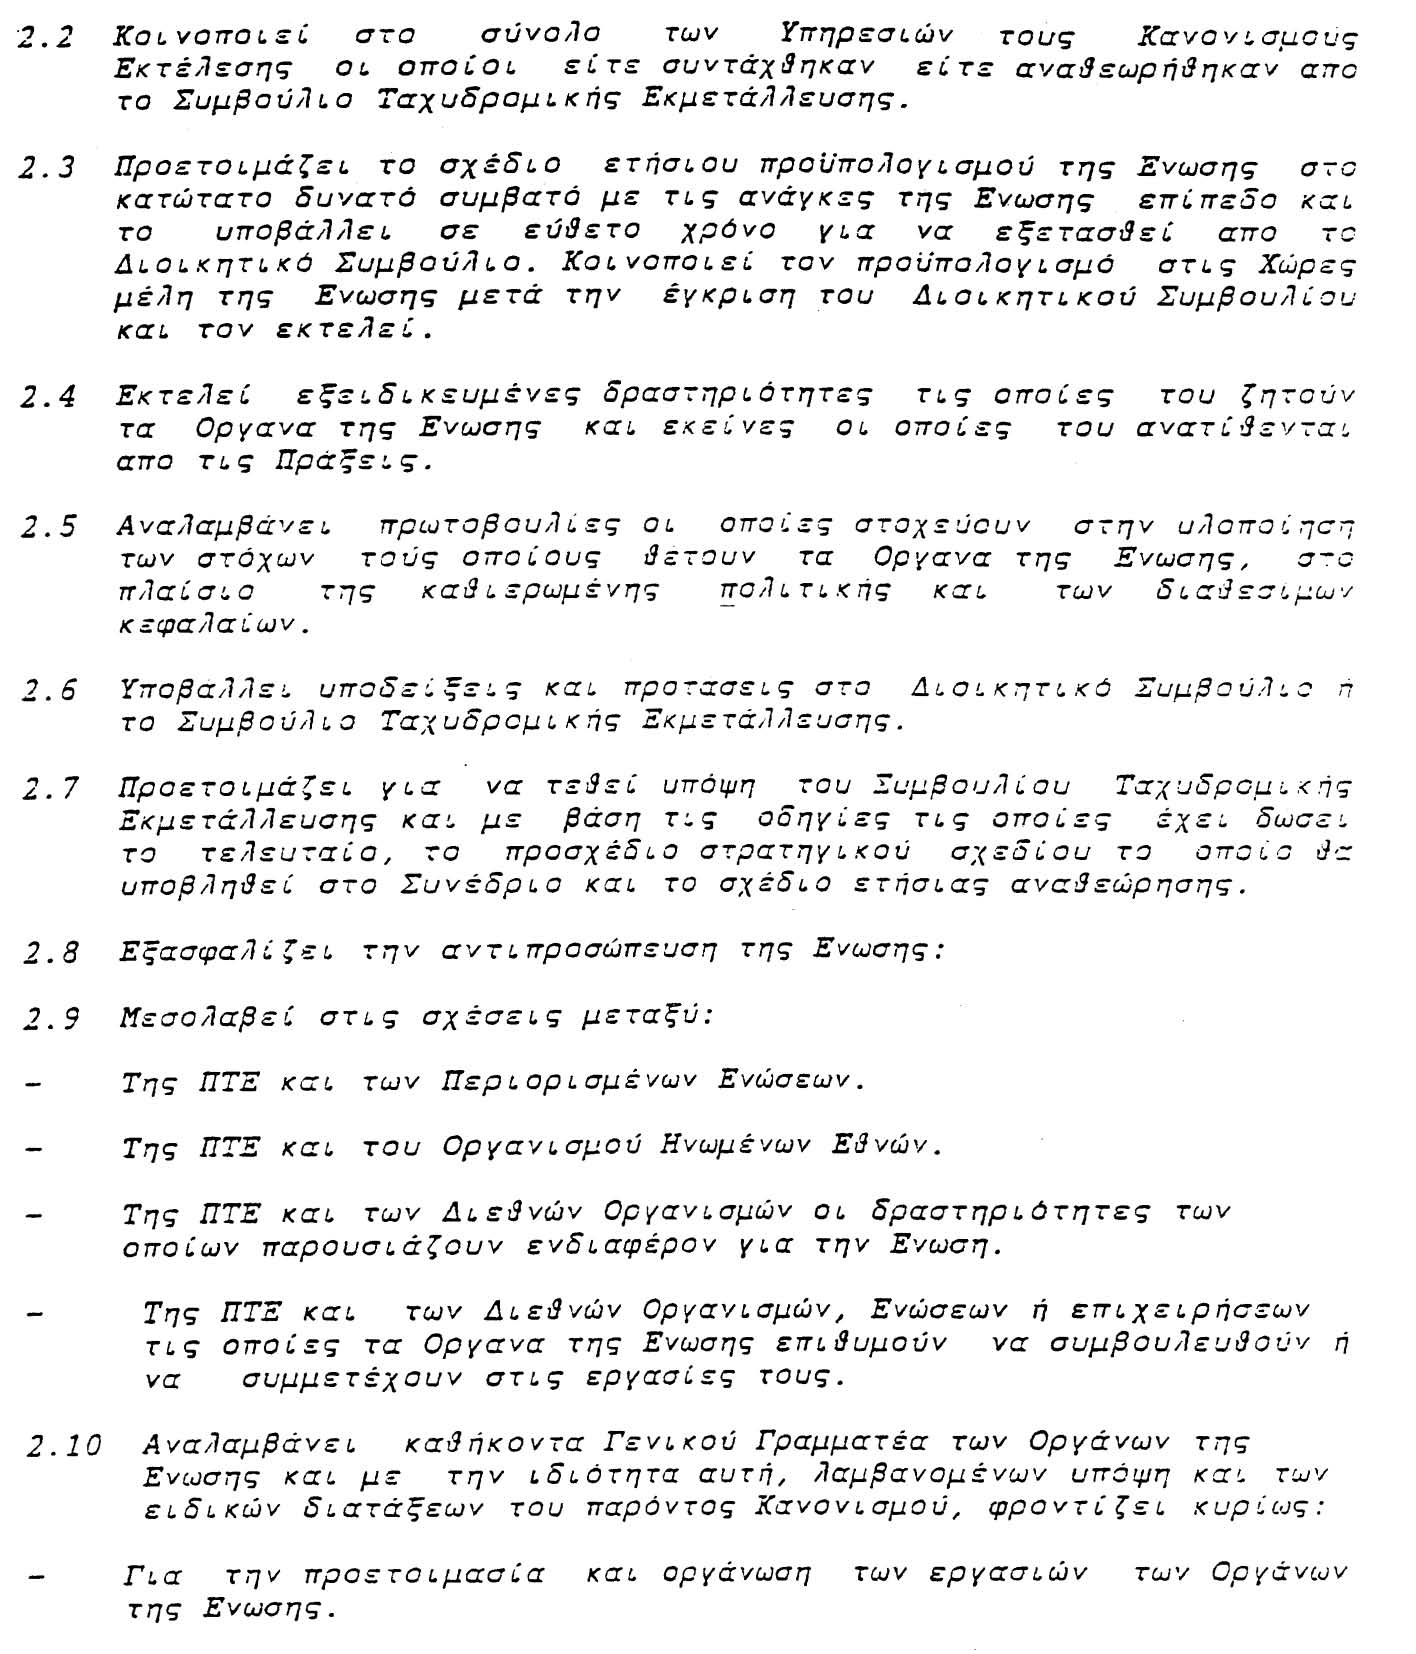 2.2 Κοινοποιεί στο σύνολο των Υπηρεσιών τους Κανονισμούς
Εκτέλεσης οι οποίοι είτε συντάχθηκαν είτε αναθεωρήθηκαν απο
το Συμβούλιο Ταχυδρομικής Εκμετάλλευσης.
2.3 Προετοιμάζει το σχέδιο ετήσιου προϋπολογισμού της Ενωσης στο
κατώτατο δυνατό συμβατό με τις ανάγκες της Ενωσης επίπεδο και
το υποβάλλει σε εύθετο χρόνο για να εξετασθεί απο το
Διοικητικό Συμβούλιο. Κοινοποιεί τον προϋπολογισμό στις Χώρες
μέλη της Ενωσης μετά την έγκριση του Διοικητικού Συμβουλίου
και τον εκτελεί.
2.4 Εκτελεί εξειδικευμένες δραστηριότητες τις οποίες του ζητούν
τα Οργανα της Ενωσης και εκείνες οι οποίες του ανατίθενται
απο τις Πράξεις.
2.5 Αναλαμβάνει πρωτοβουλίες οι οποίες στοχεύουν στην υλοποίηση
των στόχων τούς οποίους θέτουν τα Οργανα της Ενωσης, στο
πλαίσιο της καθιερωμένης πολιτικής και των διαθεσίμων
κεφαλαίων.
2.6 Υποβάλλει υποδείξεις και προτάσεις στο Διοικητικό Συμβούλιο ή
το Συμβούλιο Ταχυδρομικής Εκμετάλλευσης.
2.7 Προετοιμάζει για να τεθεί υπόψη του Συμβουλίου Ταχυδρομικής
Εκμετάλλευσης και με βάση τις οδηγίες τις οποίες έχει δώσει
το τελευταίο, το προσχέδιο στρατηγικού σχεδίου το οποίο θα
υποβληθεί στο Συνέδριο και το σχέδιο ετήσιας αναθεώρησης.
2.8 Εξασφαλίζει την αντιπροσώπευση της Ενωσης:
2.9 Μεσολαβεί στις σχέσεις μεταξύ:
- Της ΠΤΕ και των Περιορισμένων Ενώσεων.
- Της ΠΤΕ και του Οργανισμού Ηνωμένων Εθνών.
- Της ΠΤΕ και των Διεθνών Οργανισμών οι δραστηριότητες των
οποίων παρουσιάζουν ενδιαφέρον για την Ενωση.
- Της ΠΤΕ και των Διεθνών Οργανισμών, Ενώσεων ή επιχειρήσεων
τις οποίες τα Οργανα της Ενωσης επιθυμούν να συμβουλευθούν ή
να συμμετέχουν στις εργασίες τους.
2.10 Αναλαμβάνει καθήκοντα Γενικού Γραμματέα των Οργάνων της
Ενωσης και με την ιδιότητα αυτή, λαμβανομένων υπόψη και των
ειδικών διατάξεων του παρόντος Κανονισμού, φροντίζει κυρίως:
- Για την προετοιμασία και οργάνωση των εργασιών των Οργάνων
της Ενωσης.